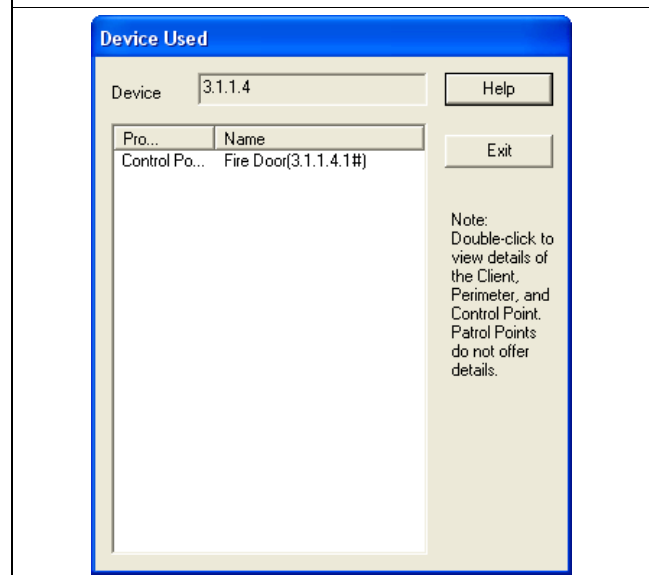 Device Used
Device 3.1.1.4 Help
Pro... Name
Control Po... Fire Door(3.1.1.4.1#)
Exit
Note:
Double-click to
view details of
the Client,
Perimeter, and
Control Point.
Patrol Points
do not offer
details.